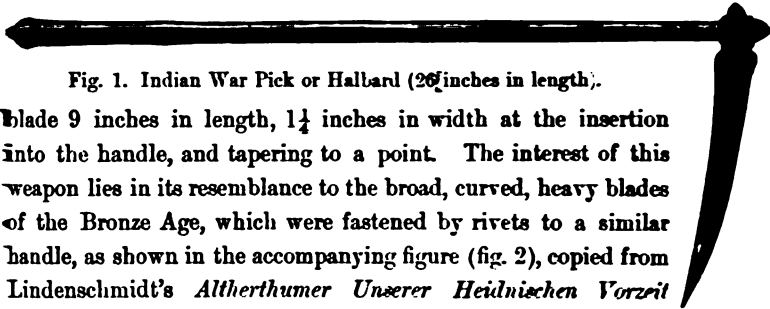 Fig. 1. Indian War Pick or Halbard (26 inches in length).
blade 9 inches in length, 1¼ inches in width at the insertion
into the handle, and tapering to a point. The interest of this
weapon lies in its resemblance to the broad, curved, heavy blades
of the Bronze Age, which were fastened by rivets to a similar
handle, as shown in the accompanying figure (fig. 2), copied from
Lindenschmidt's Altherthumer Unserer Heidnischen Vorzeit